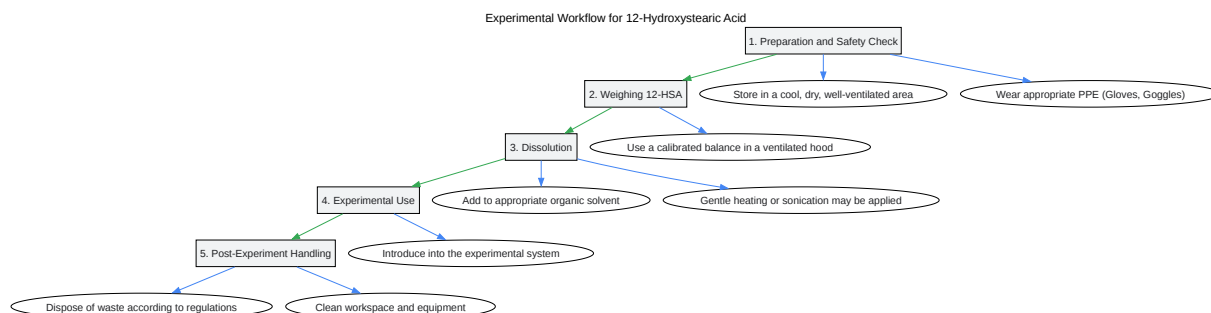 Experimental Workflow for 12-Hydroxystearic Acid
1. Preparation and Safety Check
2. Weighing 12-HSA
Store in a cool, dry, well-ventilated area
Wear appropriate PPE (Gloves, Goggles)
3. Dissolution
Use a calibrated balance in a ventilated hood
4. Experimental Use
Add to appropriate organic solvent
Gentle heating or sonication may be applied
5. Post-Experiment Handling
Introduce into the experimental system
Dispose of waste according to regulations
Clean workspace and equipment